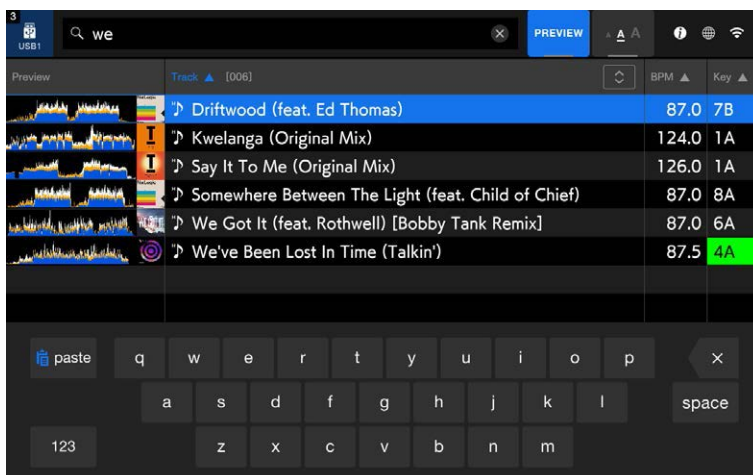 3
USB1
we
PREVIEW
A A A
Preview
Track ▲ [006]
BPM ▲
Key ▲
Driftwood (feat. Ed Thomas) 87.0 7B
Kwelanga (Original Mix) 124.0 1A
Say It To Me (Original Mix) 126.0 1A
Somewhere Between The Light (feat. Child of Chief) 87.0 8A
We Got It (feat. Rothwell) [Bobby Tank Remix] 87.0 6A
We've Been Lost In Time (Talkin') 87.5 4A
paste q w e r t y u i o p
a s d f g h j k l space
123 z x c v b n m